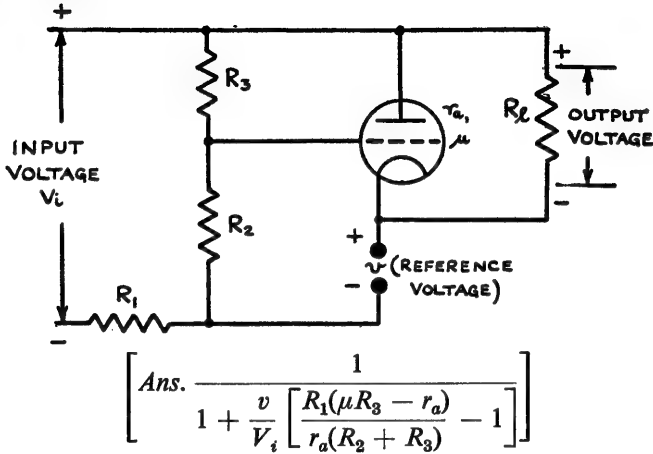 +
+
R₃
rₐ,
μ
Rℓ
OUTPUT
VOLTAGE
INPUT
VOLTAGE
Vi
R₂
−
+
v (REFERENCE
VOLTAGE)
−
R₁
−
[Ans. 1 / (1 + v/Vᵢ [R₁(μR₃ − rₐ) / rₐ(R₂ + R₃) − 1])]